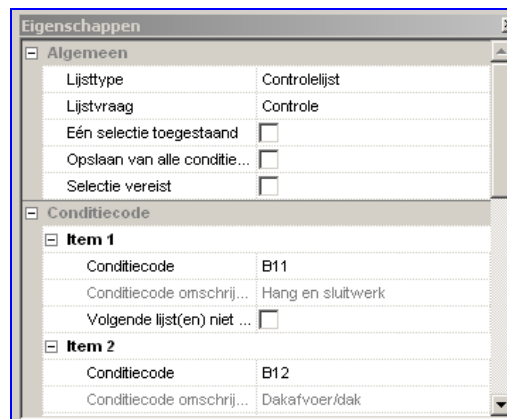 Eigenschappen
Algemeen
Lijsttype Controlelijst
Lijstvraag Controle
Eén selectie toegestaand
Opslaan van alle conditie...
Selectie vereist
Conditiecode
Item 1
Conditiecode B11
Conditiecode omschrij... Hang en sluitwerk
Volgende lijst(en) niet ...
Item 2
Conditiecode B12
Conditiecode omschrij... Dakafvoer/dak